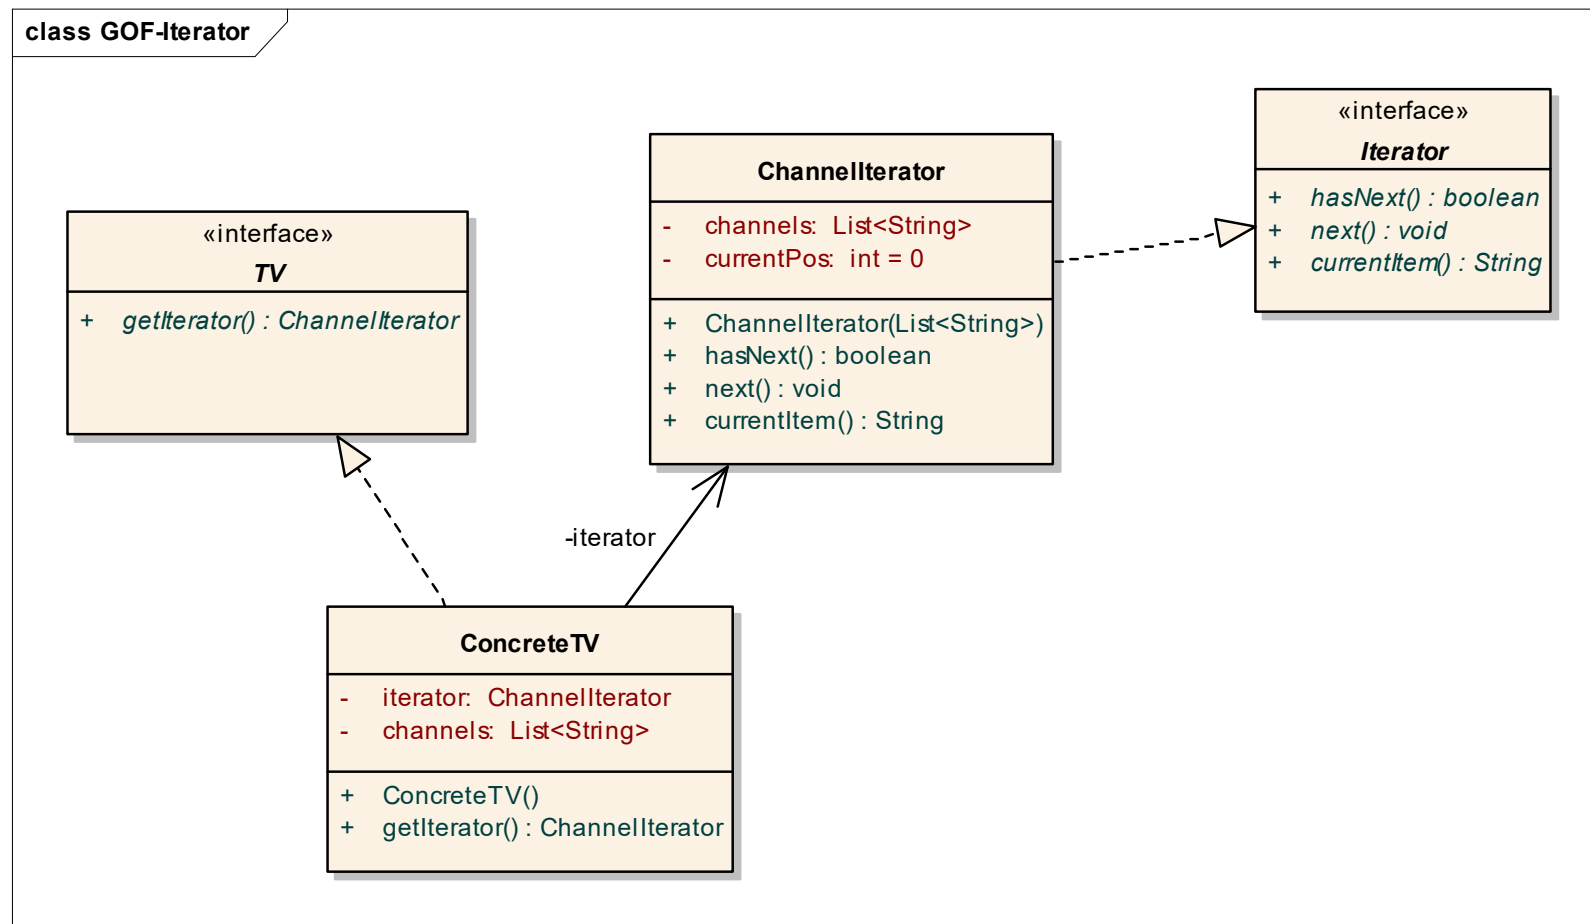 class GOF-Iterator
«interface»
Iterator
+ hasNext() : boolean
+ next() : void
+ currentItem() : String
ChannelIterator
- channels: List<String>
- currentPos: int = 0
+ ChannelIterator(List<String>)
+ hasNext() : boolean
+ next() : void
+ currentItem() : String
«interface»
TV
+ getIterator() : ChannelIterator
-iterator
ConcreteTV
- iterator: ChannelIterator
- channels: List<String>
+ ConcreteTV()
+ getIterator() : ChannelIterator